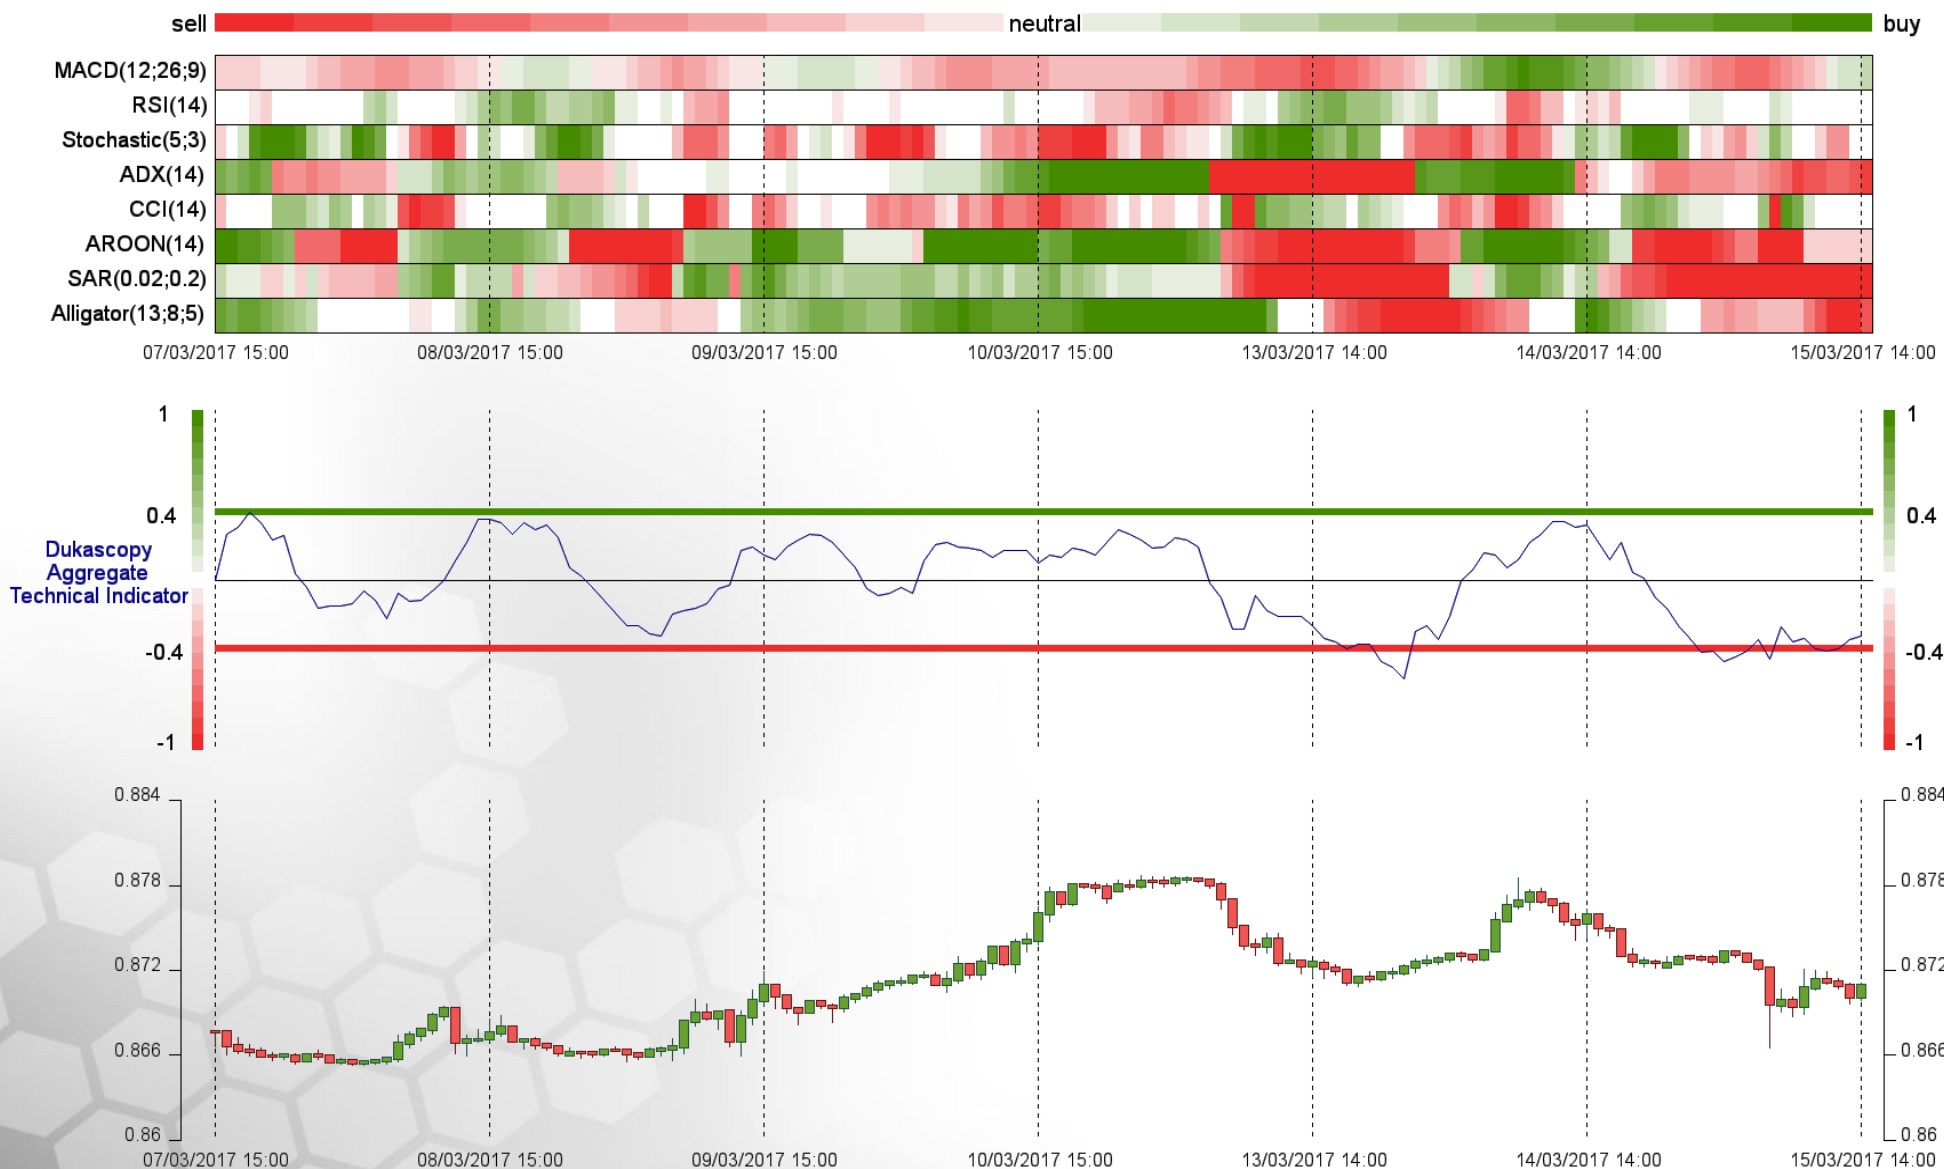 sell neutral buy
MACD(12;26;9)
RSI(14)
Stochastic(5;3)
ADX(14)
CCI(14)
AROON(14)
SAR(0.02;0.2)
Alligator(13;8;5)
07/03/2017 15:00 08/03/2017 15:00 09/03/2017 15:00 10/03/2017 15:00 13/03/2017 14:00 14/03/2017 14:00 15/03/2017 14:00
1 1
0.4 0.4
Dukascopy
Aggregate
Technical Indicator
-0.4 -0.4
-1 -1
0.884 0.884
0.878 0.878
0.872 0.872
0.866 0.866
0.86 0.86
07/03/2017 15:00 08/03/2017 15:00 09/03/2017 15:00 10/03/2017 15:00 13/03/2017 14:00 14/03/2017 14:00 15/03/2017 14:00